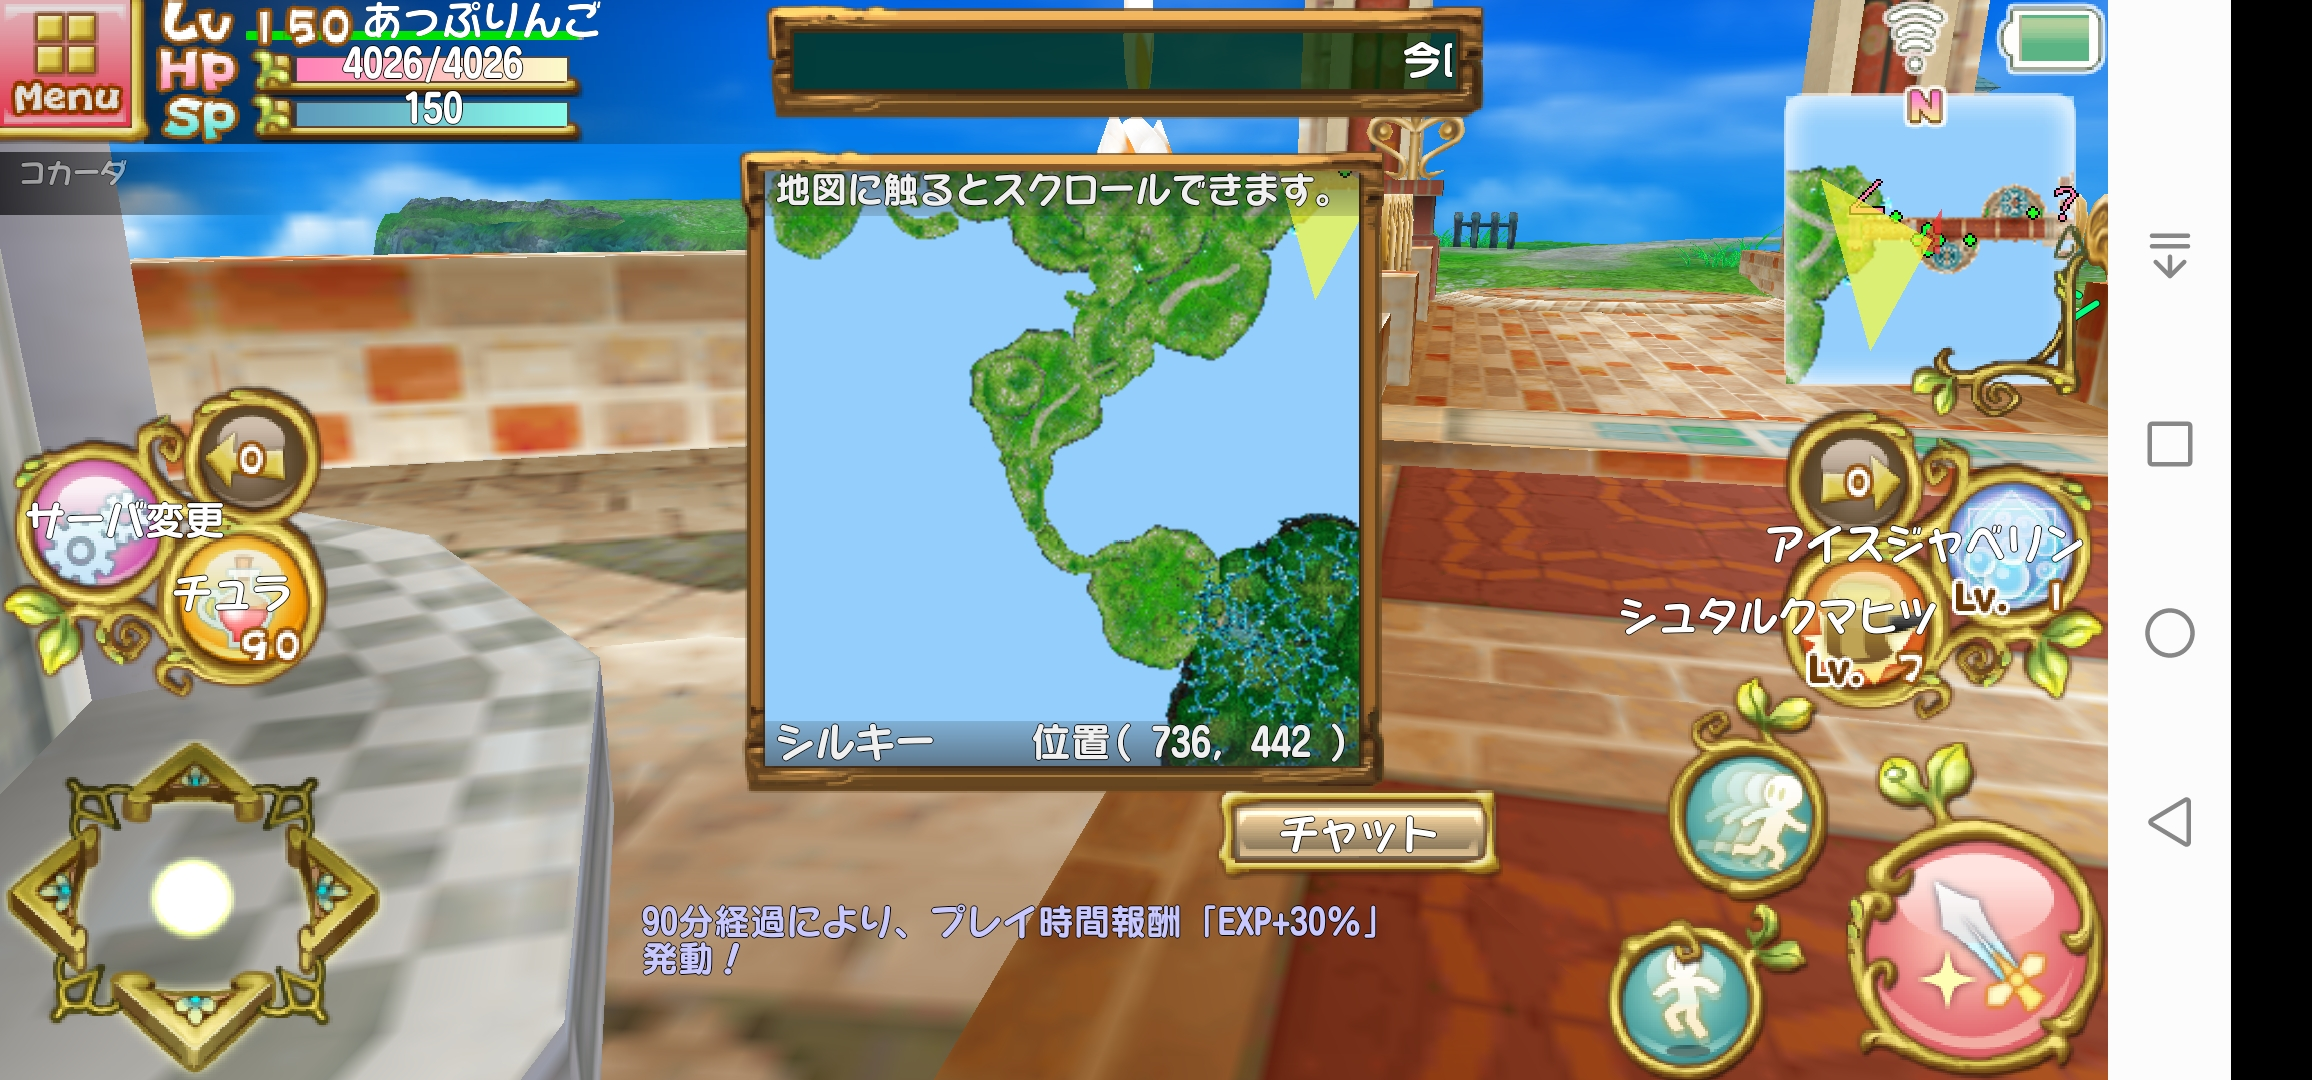 Menu
Lv 150 あっぷりんご
Hp 4026/4026
Sp 150
コカーダ
今
N
地図に触るとスクロールできます。
シルキー 位置( 736, 442 )
0
サーバ変更
チュラ
90
0
アイスジャベリン
Lv. 1
シュタルクマヒツ
Lv. 7
チャット
90分経過により、プレイ時間報酬「EXP+30%」
発動！